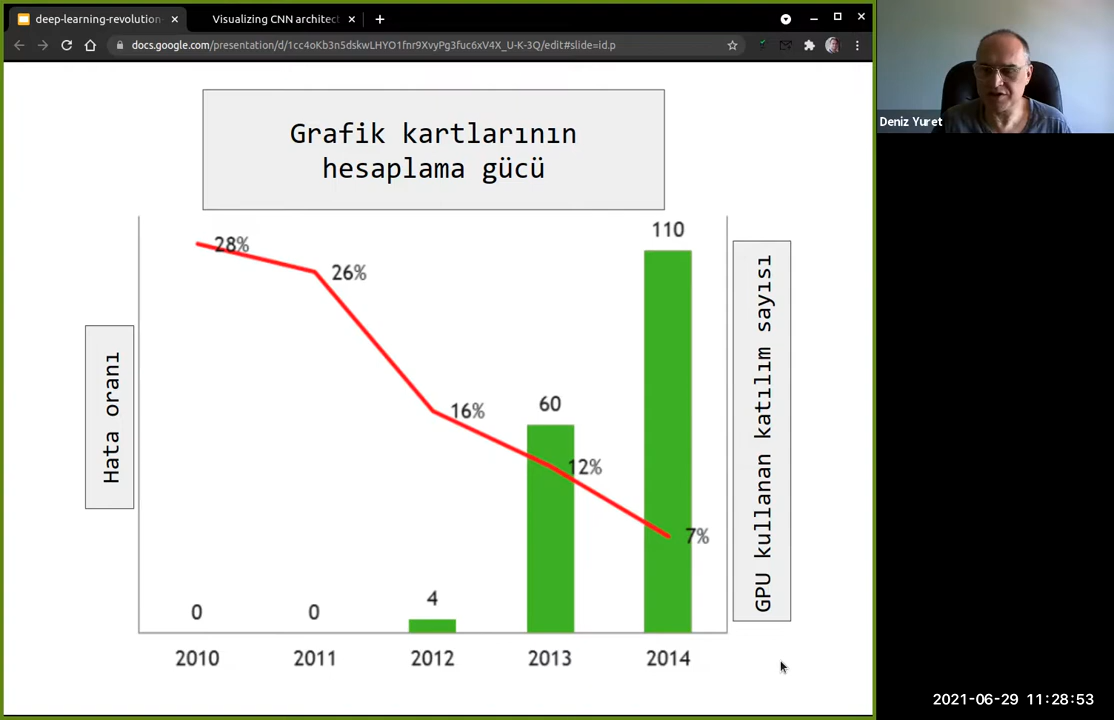 deep-learning-revolution-
Visualizing CNN architect
docs.google.com/presentation/d/1cc4oKb3n5dskwLHYO1fnr9XvyPg3fuc6xV4X_U-K-3Q/edit#slide=id.p
Deniz Yuret
Grafik kartlarının
hesaplama gücü
Hata oranı
28%
26%
16%
12%
7%
0
0
4
60
110
2010
2011
2012
2013
2014
GPU kullanan katılım sayısı
2021-06-29 11:28:53